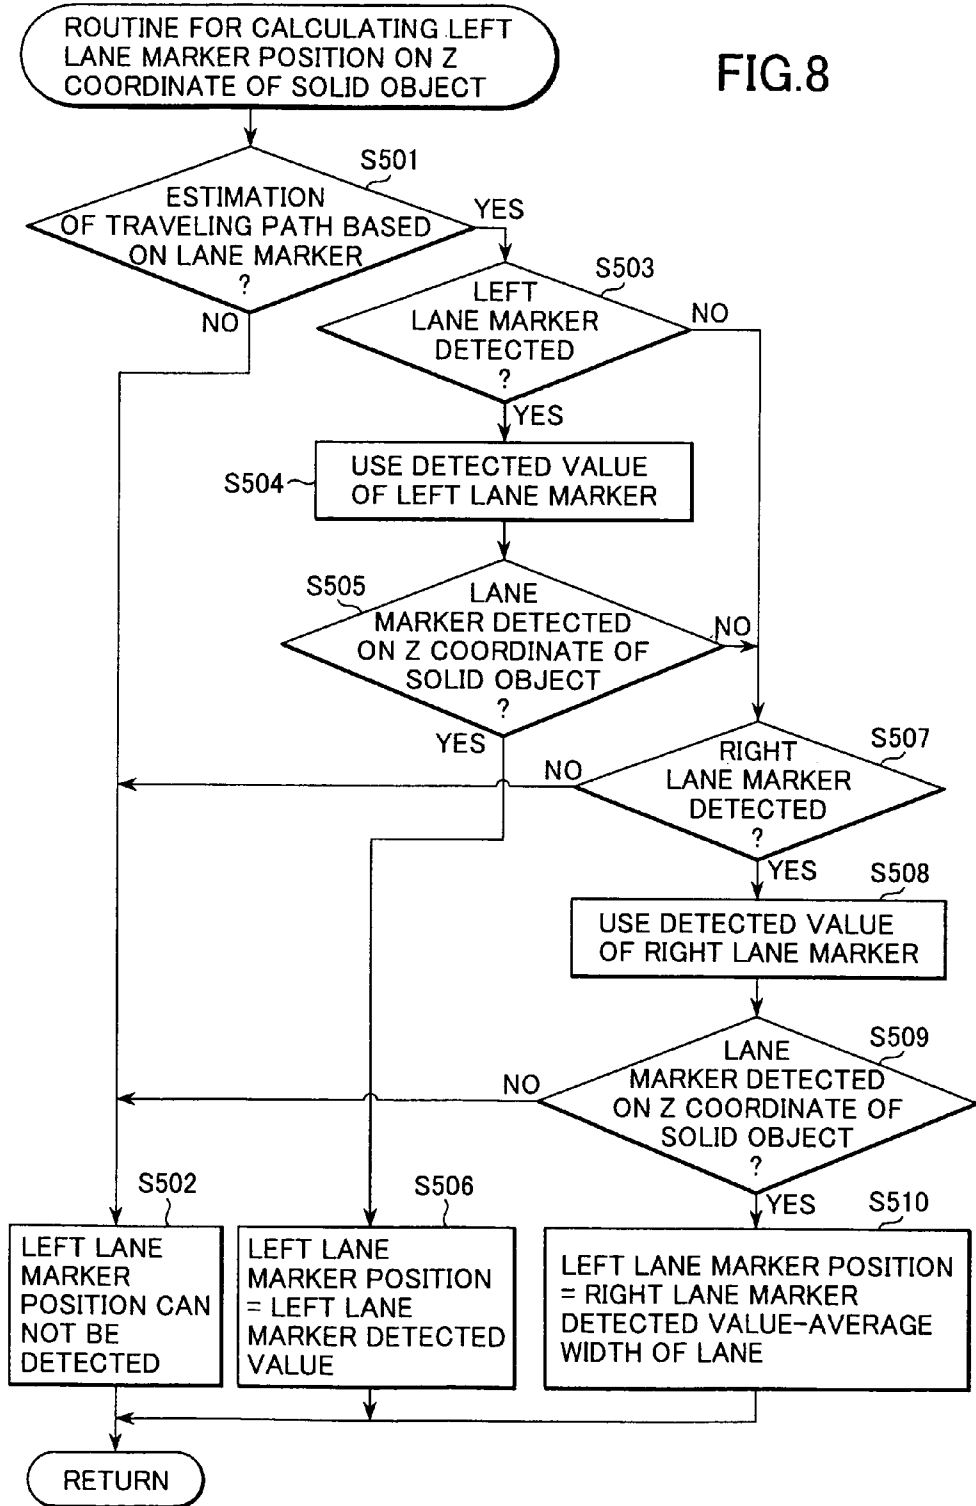 ROUTINE FOR CALCULATING LEFT
LANE MARKER POSITION ON Z
COORDINATE OF SOLID OBJECT
FIG.8
S501
ESTIMATION
OF TRAVELING PATH BASED
ON LANE MARKER
?
YES
NO
S503
LEFT
LANE MARKER
DETECTED
?
NO
YES
S504
USE DETECTED VALUE
OF LEFT LANE MARKER
S505
LANE
MARKER DETECTED
ON Z COORDINATE OF
SOLID OBJECT
?
NO
YES
S507
RIGHT
LANE MARKER
DETECTED
?
NO
YES
S508
USE DETECTED VALUE
OF RIGHT LANE MARKER
S509
LANE
MARKER DETECTED
ON Z COORDINATE OF
SOLID OBJECT
?
NO
YES
S502
LEFT LANE
MARKER
POSITION CAN
NOT BE
DETECTED
S506
LEFT LANE
MARKER POSITION
= LEFT LANE
MARKER DETECTED
VALUE
S510
LEFT LANE MARKER POSITION
= RIGHT LANE MARKER
DETECTED VALUE-AVERAGE
WIDTH OF LANE
RETURN